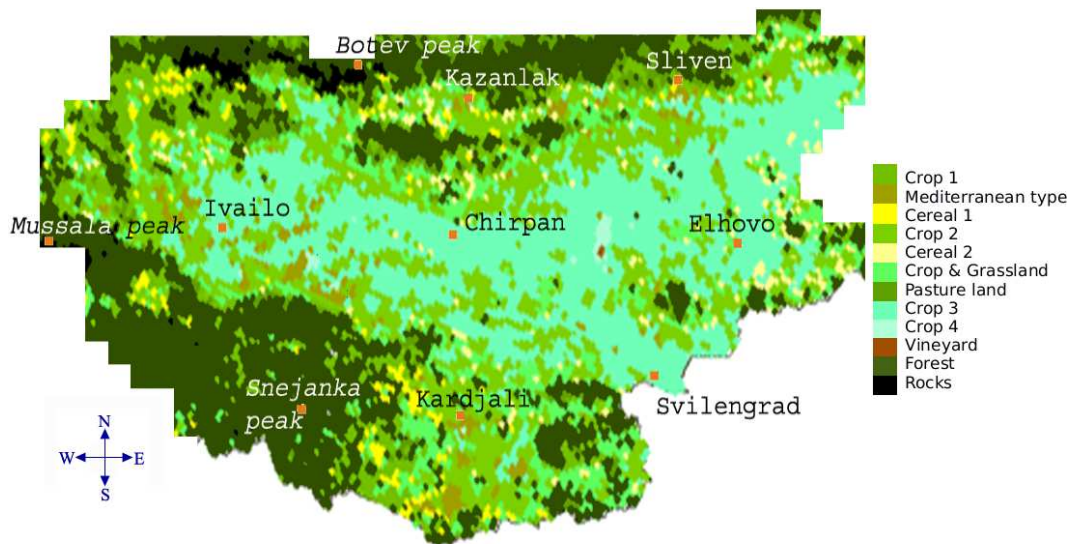 Botev peak
Kazanlak
Sliven
Ivailo
Mussala peak
Chirpan
Elhovo
Snejanka
peak
Kardjali
Svilengrad
N
W E
S
Crop 1
Mediterranean type
Cereal 1
Crop 2
Cereal 2
Crop & Grassland
Pasture land
Crop 3
Crop 4
Vineyard
Forest
Rocks